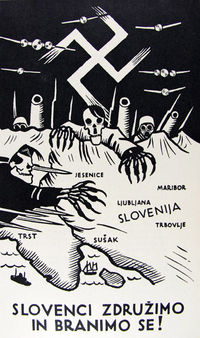 JESENICE
MARIBOR
LJUBLJANA
SLOVENIJA
TRBOVLJE
TRST
SUŠAK
SLOVENCI ZDRUŽIMO
IN BRANIMO SE!